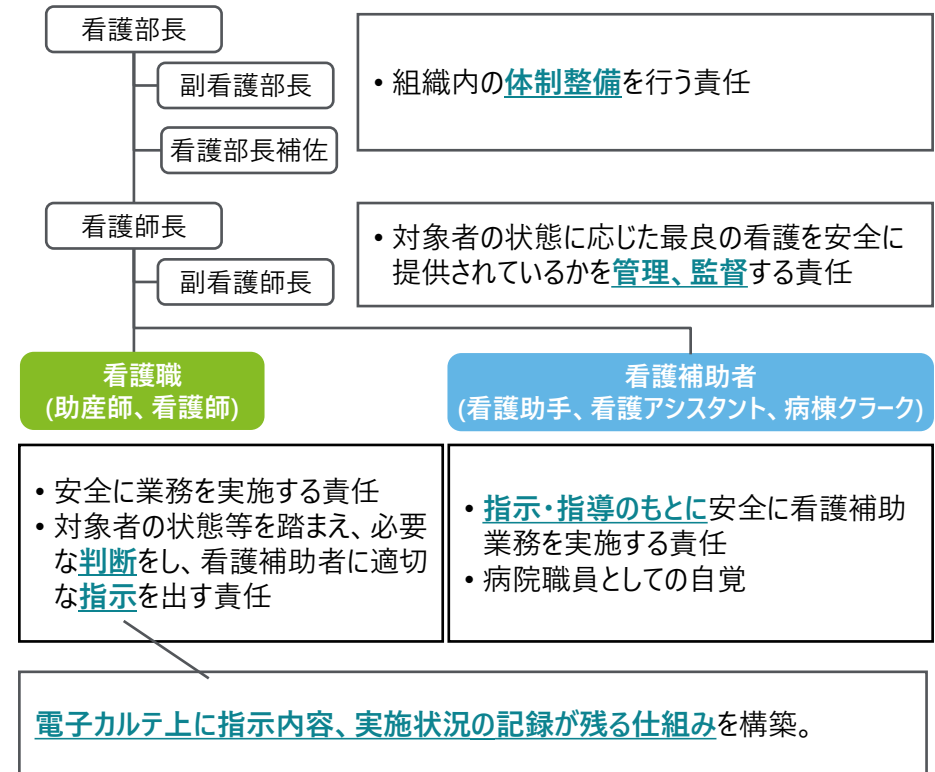 看護部長
副看護部長
看護部長補佐
• 組織内の体制整備を行う責任
看護師長
副看護師長
• 対象者の状態に応じた最良の看護を安全に
提供されているかを管理、監督する責任
看護職
(助産師、看護師)
看護補助者
(看護助手、看護アシスタント、病棟クラーク)
• 安全に業務を実施する責任
• 対象者の状態等を踏まえ、必要
な判断をし、看護補助者に適切
な指示を出す責任
• 指示・指導のもとに安全に看護補助
業務を実施する責任
• 病院職員としての自覚
電子カルテ上に指示内容、実施状況の記録が残る仕組みを構築。